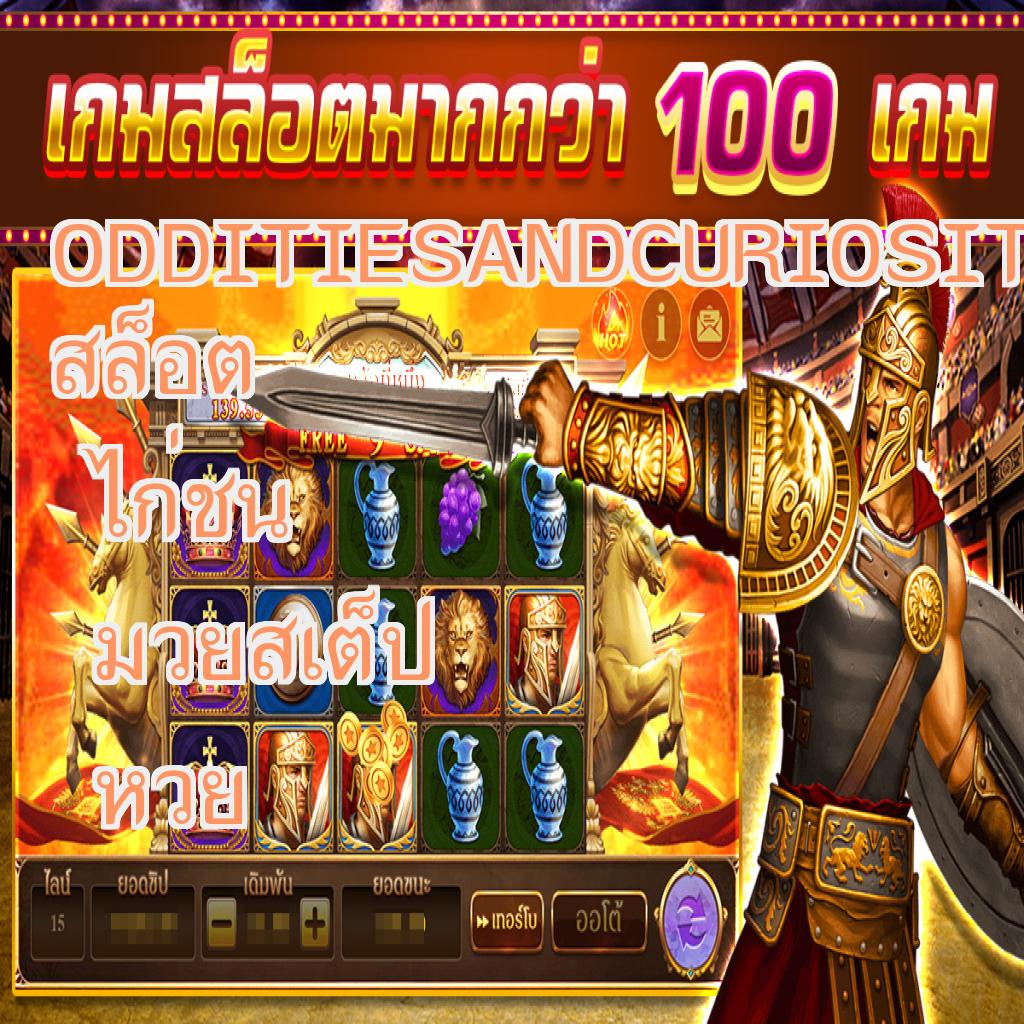 เกมสล็อตมากกว่า 100 เกม
ODDITIESANDCURIOSIT
สล็อต
HOT
i
139.
FREE
ไก่ชน
มวยสเต็ป
หวย
ไลน์ ยอดชิป เดิมพัน ยอดชนะ
15 - + เทอร์โบ ออโต้